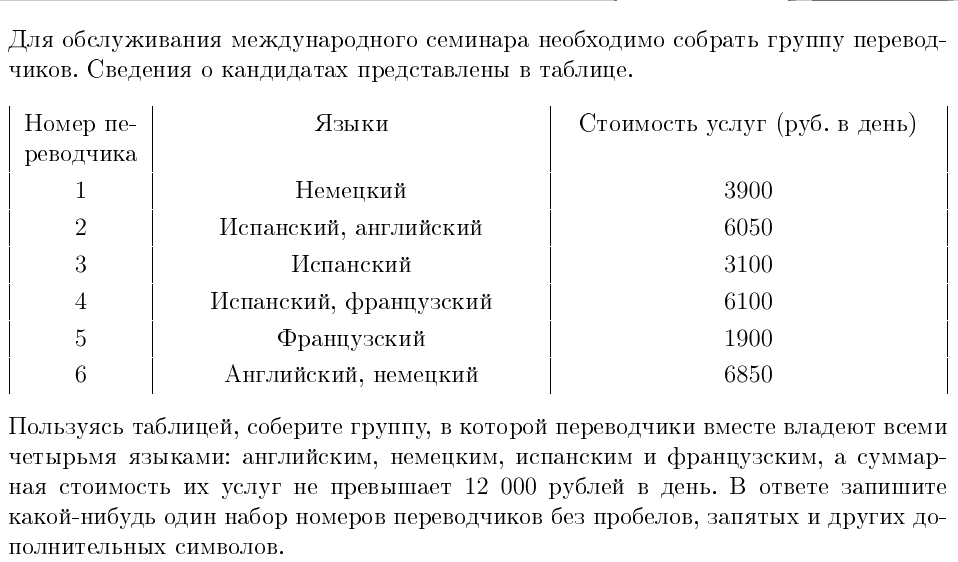 Для обслуживания международного семинара необходимо собрать группу перевод-
чиков. Сведения о кандидатах представлены в таблице.
Номер пе- Языки Стоимость услуг (руб. в день)
реводчика
1 Немецкий 3900
2 Испанский, английский 6050
3 Испанский 3100
4 Испанский, французский 6100
5 Французский 1900
6 Английский, немецкий 6850
Пользуясь таблицей, соберите группу, в которой переводчики вместе владеют всеми
четырьмя языками: английским, немецким, испанским и французским, а суммар-
ная стоимость их услуг не превышает 12 000 рублей в день. В ответе запишите
какой-нибудь один набор номеров переводчиков без пробелов, запятых и других до-
полнительных символов.